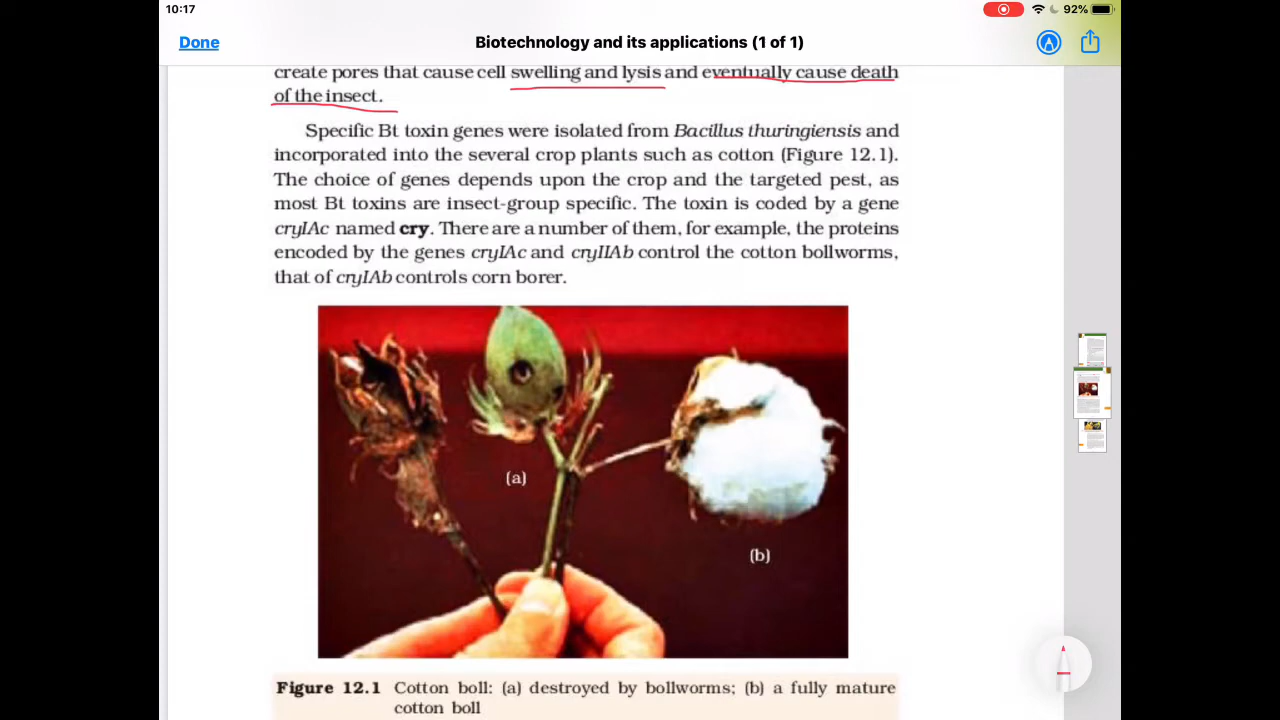 10:17
92%
Done
Biotechnology and its applications (1 of 1)
create pores that cause cell swelling and lysis and eventually cause death
of the insect.
Specific Bt toxin genes were isolated from Bacillus thuringiensis and
incorporated into the several crop plants such as cotton (Figure 12.1).
The choice of genes depends upon the crop and the targeted pest, as
most Bt toxins are insect-group specific. The toxin is coded by a gene
cryIAc named cry. There are a number of them, for example, the proteins
encoded by the genes cryIAc and cryIIAb control the cotton bollworms,
that of cryIAb controls corn borer.
(a)
(b)
Figure 12.1 Cotton boll: (a) destroyed by bollworms; (b) a fully mature
cotton boll